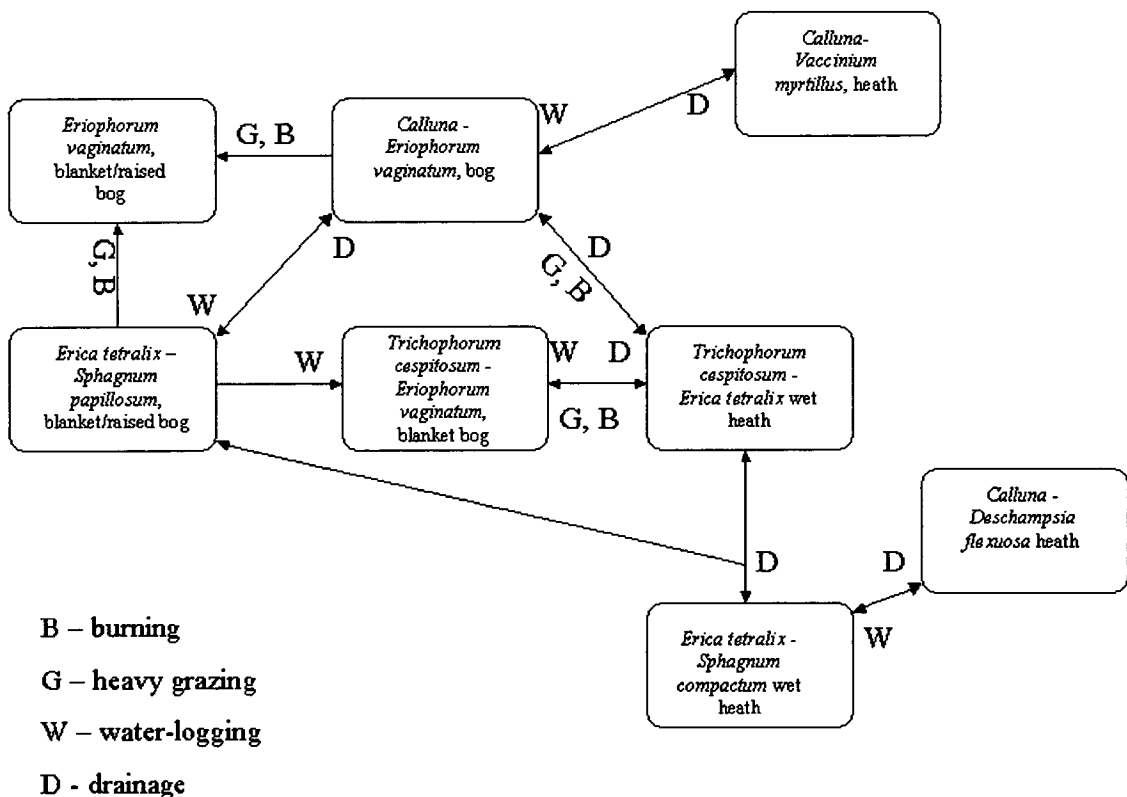 Calluna-
Vaccinium
myrtillus, heath
Eriophorum
vaginatum,
blanket/raised
bog
G, B
Calluna -
Eriophorum
vaginatum, bog
W
D
G, B
D
W
D
G, B
Erica tetralix –
Sphagnum
papillosum,
blanket/raised bog
W
Trichophorum
cespitosum -
Eriophorum
vaginatum,
blanket bog
W
D
G, B
Trichophorum
cespitosum -
Erica tetralix wet
heath
D
Calluna -
Deschampsia
flexuosa heath
D
W
Erica tetralix -
Sphagnum
compactum wet
heath
B – burning
G – heavy grazing
W – water-logging
D - drainage